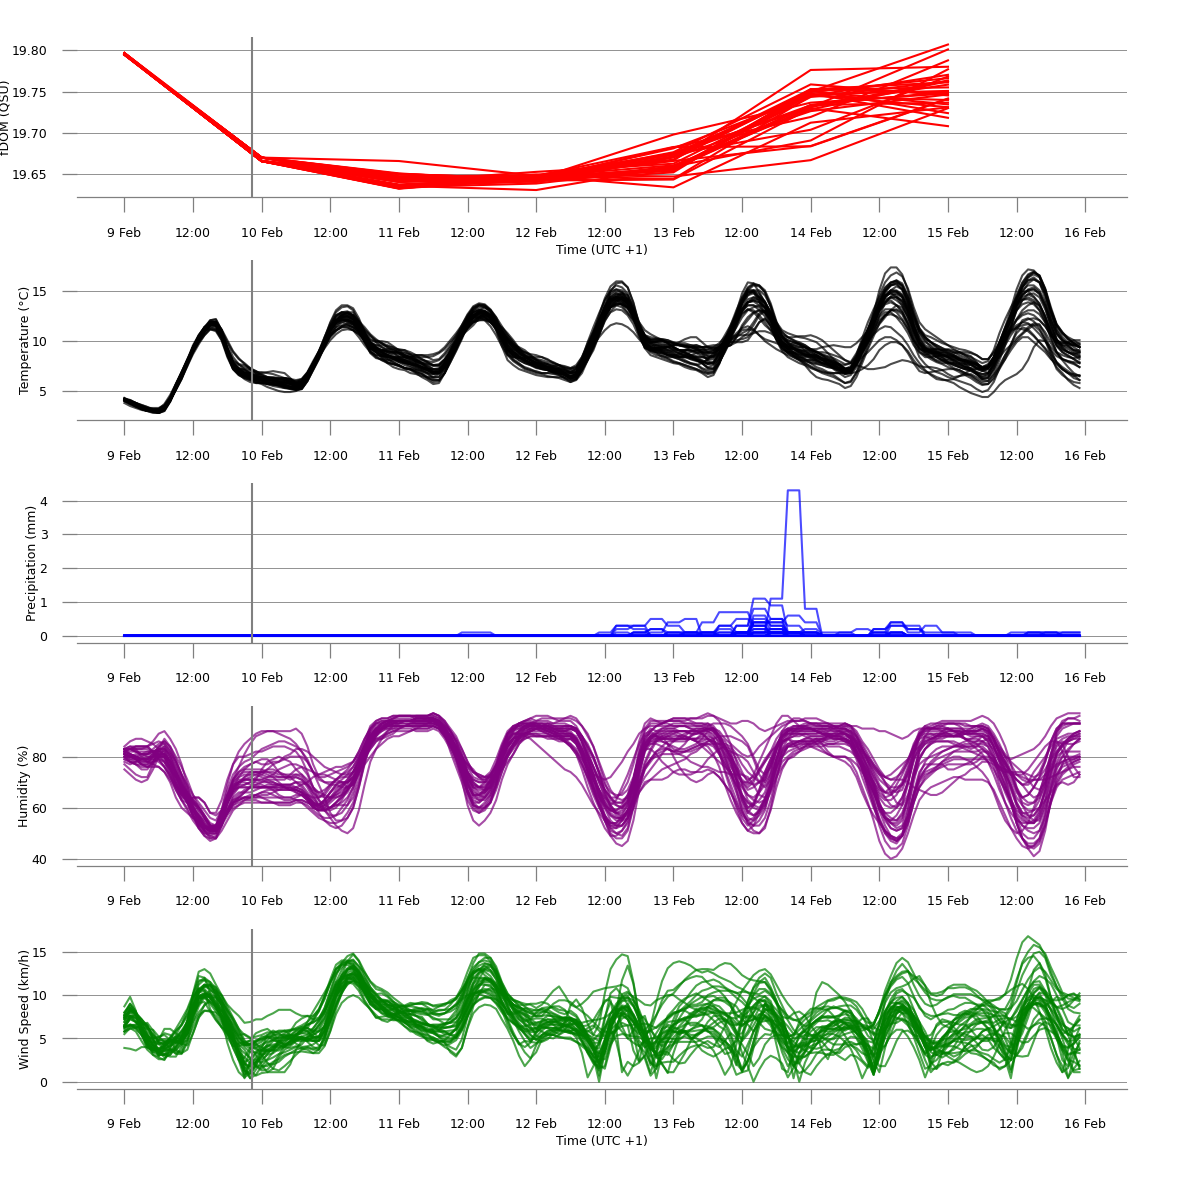 fDOM (QSU)
19.80
19.75
19.70
19.65
9 Feb 12:00 10 Feb 12:00 11 Feb 12:00 12 Feb 12:00 13 Feb 12:00 14 Feb 12:00 15 Feb 12:00 16 Feb
Time (UTC +1)
Temperature (°C)
15
10
5
9 Feb 12:00 10 Feb 12:00 11 Feb 12:00 12 Feb 12:00 13 Feb 12:00 14 Feb 12:00 15 Feb 12:00 16 Feb
Precipitation (mm)
4
3
2
1
0
9 Feb 12:00 10 Feb 12:00 11 Feb 12:00 12 Feb 12:00 13 Feb 12:00 14 Feb 12:00 15 Feb 12:00 16 Feb
Humidity (%)
80
60
40
9 Feb 12:00 10 Feb 12:00 11 Feb 12:00 12 Feb 12:00 13 Feb 12:00 14 Feb 12:00 15 Feb 12:00 16 Feb
Wind Speed (km/h)
15
10
5
0
9 Feb 12:00 10 Feb 12:00 11 Feb 12:00 12 Feb 12:00 13 Feb 12:00 14 Feb 12:00 15 Feb 12:00 16 Feb
Time (UTC +1)